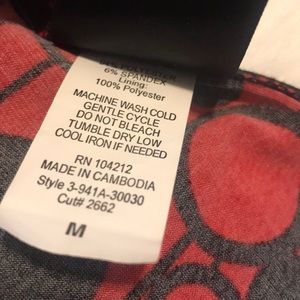 6% SPANDEX
Lining:
100% Polyester
MACHINE WASH COLD
GENTLE CYCLE
DO NOT BLEACH
TUMBLE DRY LOW
COOL IRON IF NEEDED
RN 104212
MADE IN CAMBODIA
Style 3-941A-30030
Cut# 2662
M